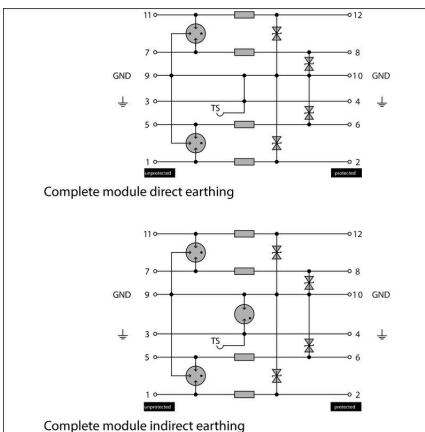 11 12
7 8
GND 9 10 GND
3 4
TS
5 6
1 2
unprotected protected
Complete module direct earthing
11 12
7 8
GND 9 10 GND
3 4
TS
5 6
1 2
unprotected protected
Complete module indirect earthing